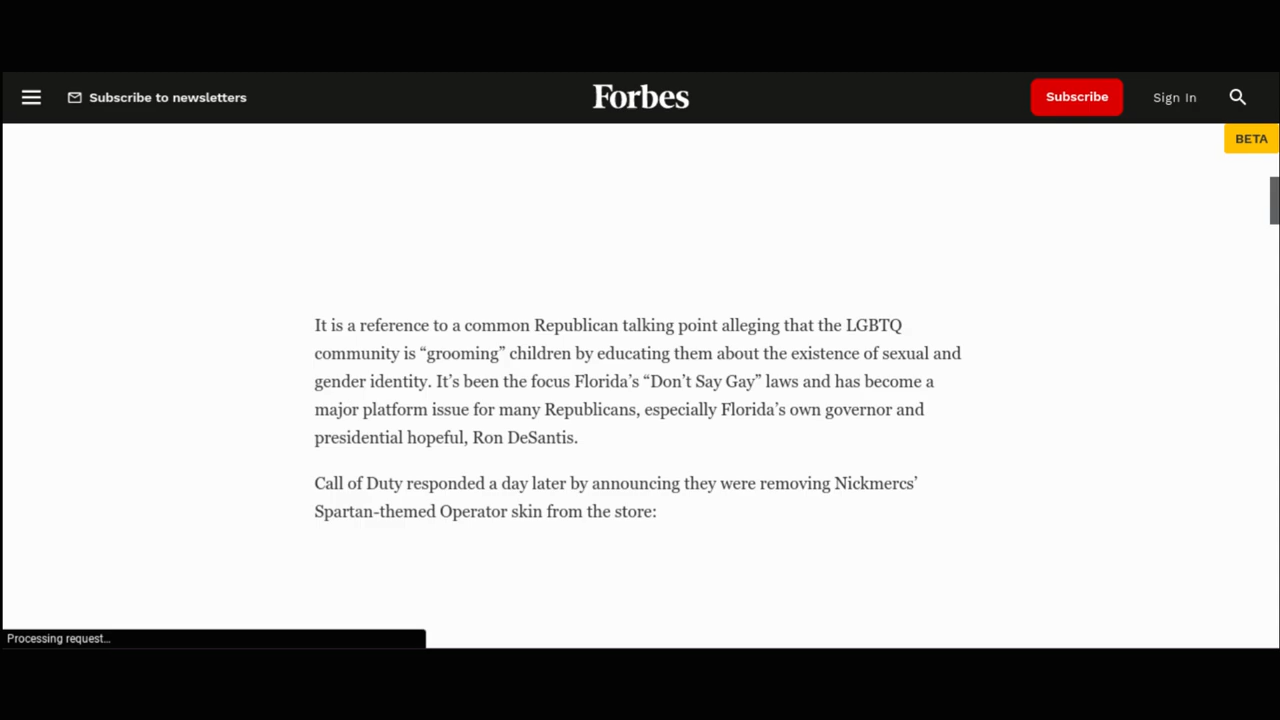 Subscribe to newsletters
Forbes
Subscribe
Sign In
BETA
It is a reference to a common Republican talking point alleging that the LGBTQ
community is “grooming” children by educating them about the existence of sexual and
gender identity. It’s been the focus Florida’s “Don’t Say Gay” laws and has become a
major platform issue for many Republicans, especially Florida’s own governor and
presidential hopeful, Ron DeSantis.
Call of Duty responded a day later by announcing they were removing Nickmercs’
Spartan-themed Operator skin from the store:
Processing request…